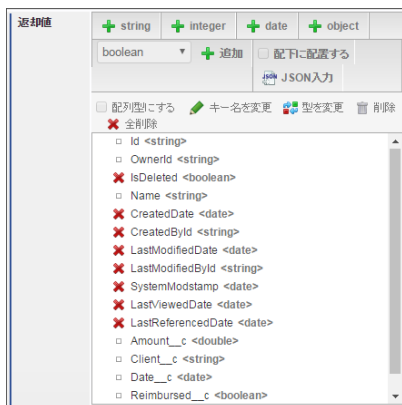 返却値
string integer date object
boolean 追加 配下に配置する
JSON JSON入力
配列型にする キー名を変更 型を変更 削除
全削除
Id <string>
OwnerId <string>
IsDeleted <boolean>
Name <string>
CreatedDate <date>
CreatedById <string>
LastModifiedDate <date>
LastModifiedById <string>
SystemModstamp <date>
LastViewedDate <date>
LastReferencedDate <date>
Amount__c <double>
Client__c <string>
Date__c <date>
Reimbursed__c <boolean>